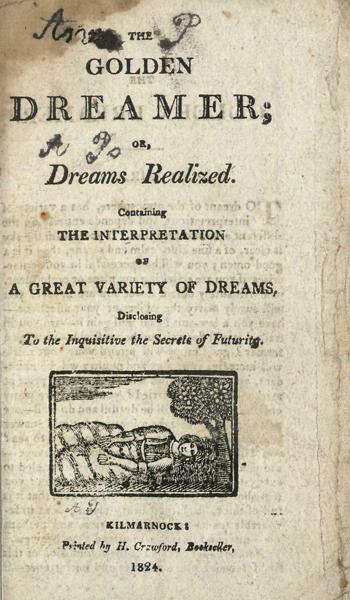 THE
GOLDEN
DREAMER;
OR,
Dreams Realized.
Containing
THE INTERPRETATION
OF
A GREAT VARIETY OF DREAMS,
Disclosing
To the Inquisitive the Secrets of Futurity.
KILMARNOCK:
Printed by H. Crawford, Bookseller,
1824.